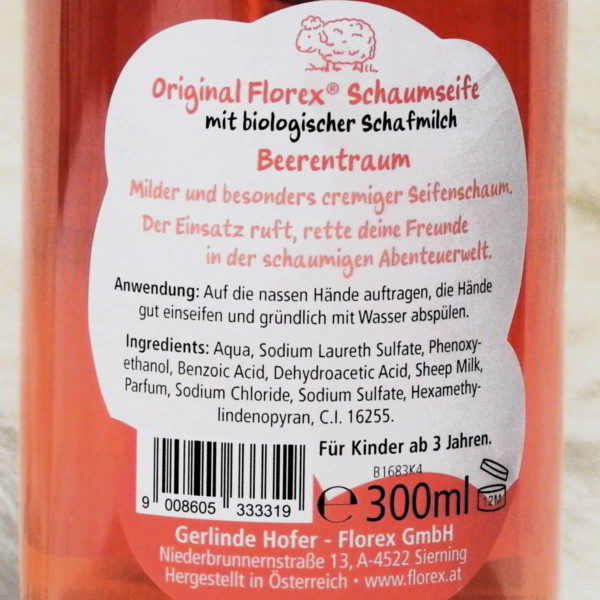 Original Florex® Schaumseife
mit biologischer Schafmilch
Beerentraum
Milder und besonders cremiger Seifenschaum.
Der Einsatz ruft, rette deine Freunde
in der schaumigen Abenteuerwelt.
Anwendung: Auf die nassen Hände auftragen, die Hände
gut einseifen und gründlich mit Wasser abspülen.
Ingredients: Aqua, Sodium Laureth Sulfate, Phenoxy-
ethanol, Benzoic Acid, Dehydroacetic Acid, Sheep Milk,
Parfum, Sodium Chloride, Sodium Sulfate, Hexamethy-
lindenopyran, C.I. 16255.
Für Kinder ab 3 Jahren.
B1683K4
9 008605 333319
℮ 300ml
12M
Gerlinde Hofer - Florex GmbH
Niederbrunnernstraße 13, A-4522 Sierning
Hergestellt in Österreich · www.florex.at